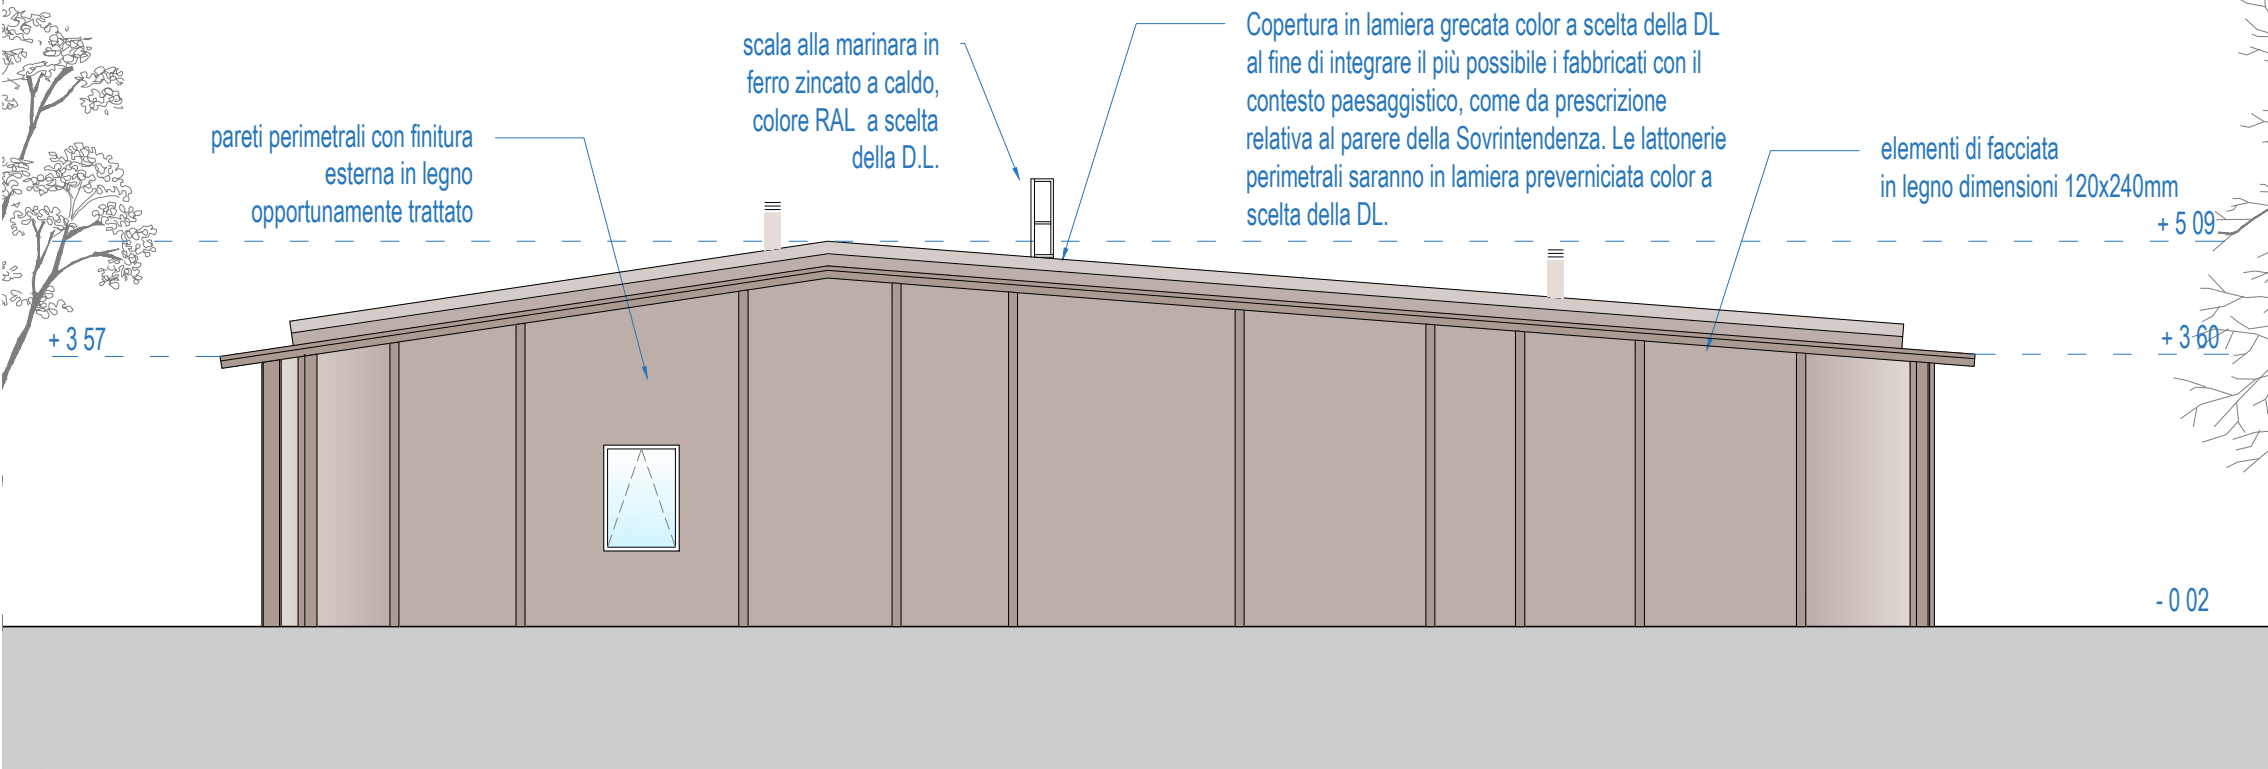 pareti perimetrali con finitura
esterna in legno
opportunamente trattato
scala alla marinara in
ferro zincato a caldo,
colore RAL a scelta
della D.L.
Copertura in lamiera grecata color a scelta della DL
al fine di integrare il più possibile i fabbricati con il
contesto paesaggistico, come da prescrizione
relativa al parere della Sovrintendenza. Le lattonerie
perimetrali saranno in lamiera preverniciata color a
scelta della DL.
elementi di facciata
in legno dimensioni 120x240mm
+ 5 09
+ 3 57
+ 3 60
- 0 02